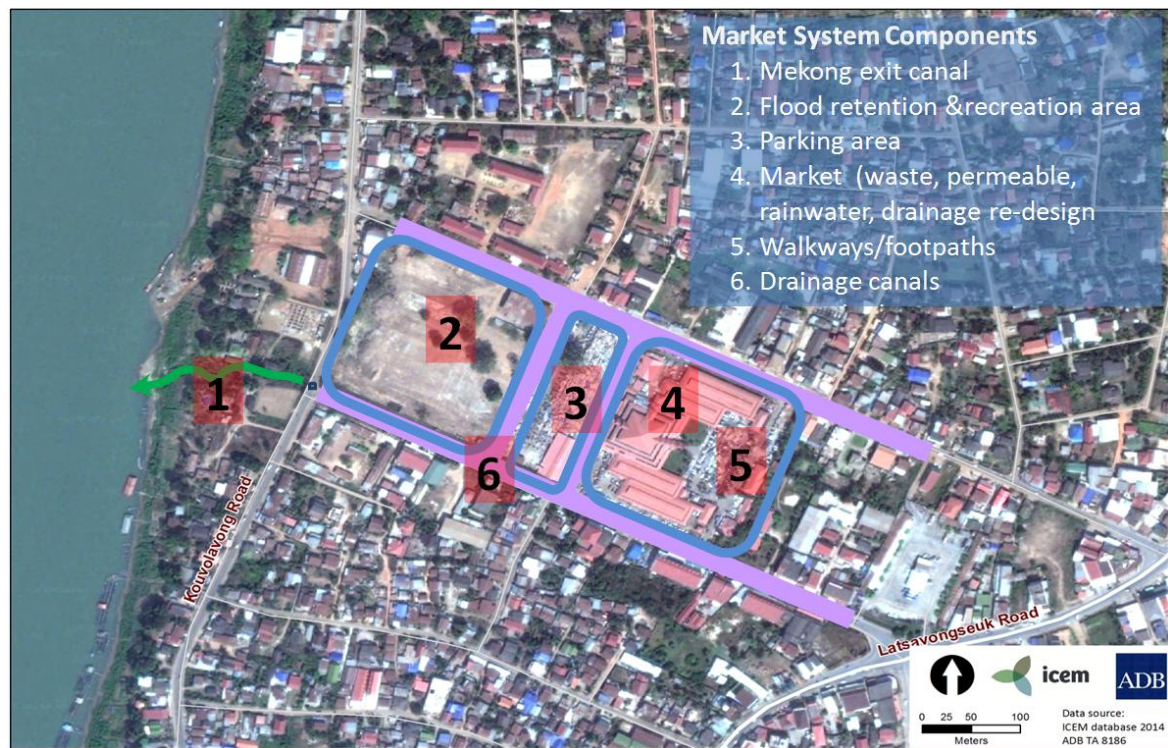 Market System Components
1. Mekong exit canal
2. Flood retention &recreation area
3. Parking area
4. Market (waste, permeable,
rainwater, drainage re-design
5. Walkways/footpaths
6. Drainage canals
2
1
3
4
5
6
Kouvolavong Road
Latsavongseuk Road
icem
ADB
0 25 50 100
Meters
Data source:
ICEM database 2014
ADB TA 8186